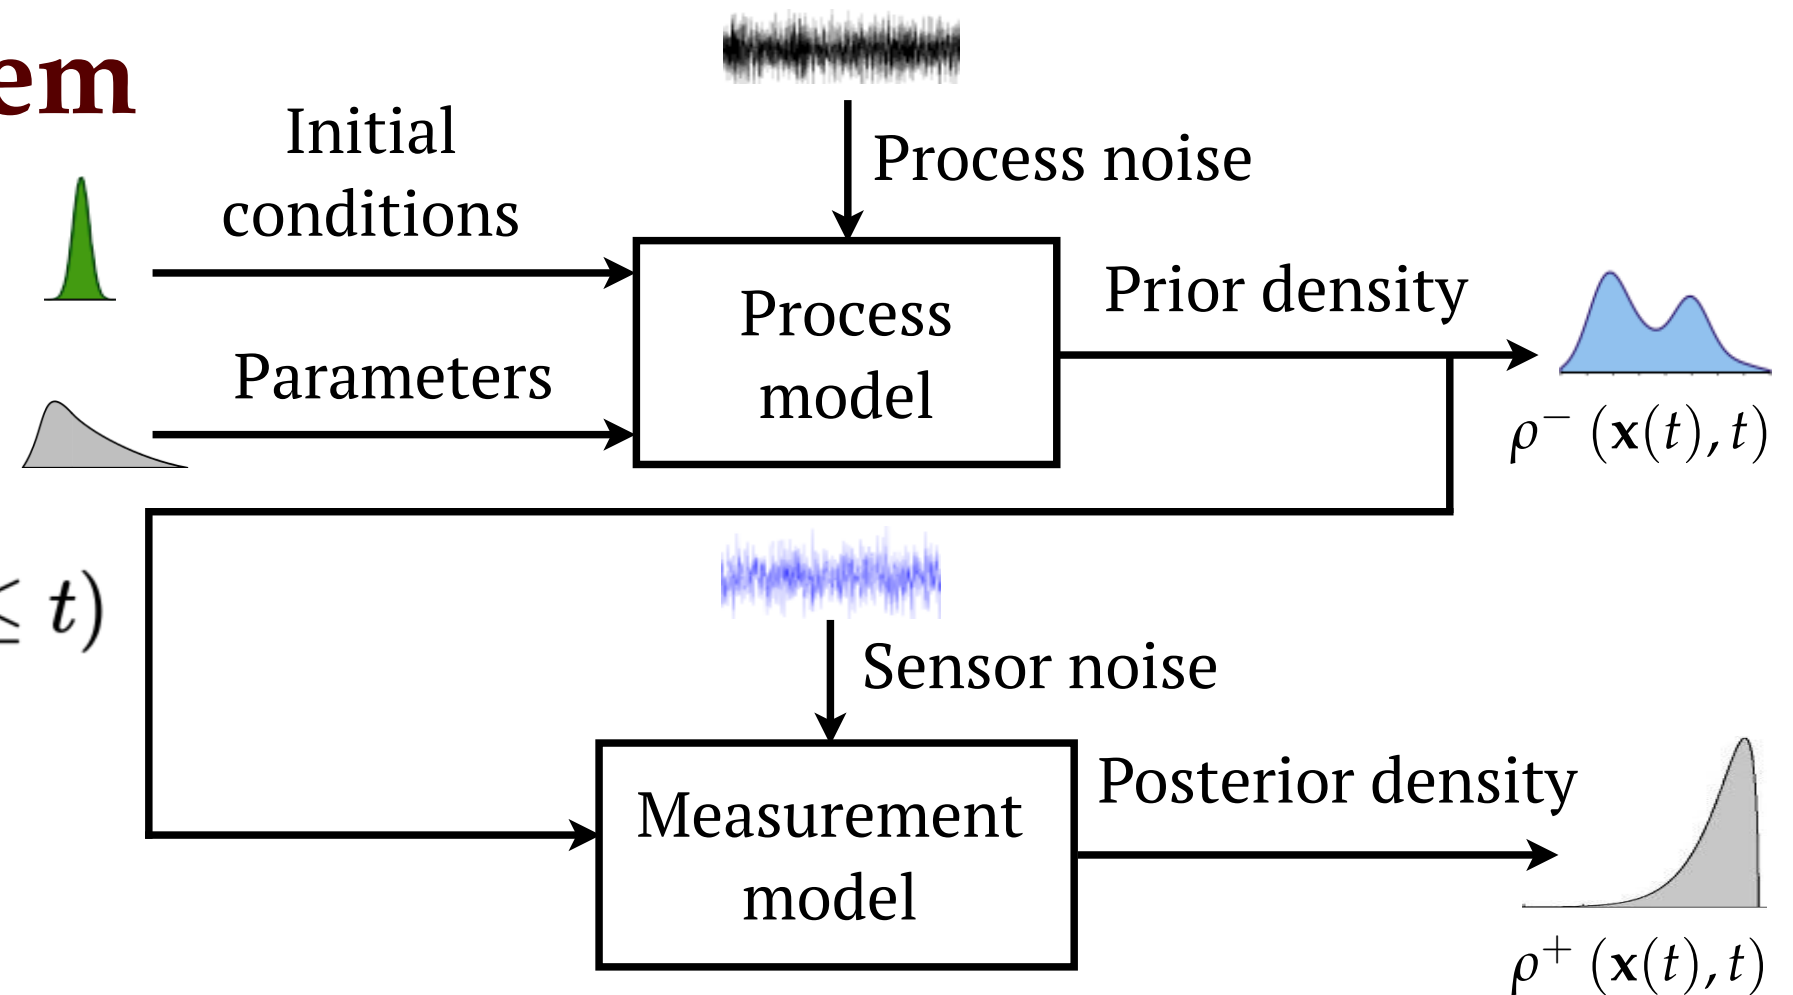 em
Initial
conditions
Process noise
Parameters
Process
model
Prior density
ρ⁻ (x(t), t)
≤ t)
Sensor noise
Measurement
model
Posterior density
ρ⁺ (x(t), t)